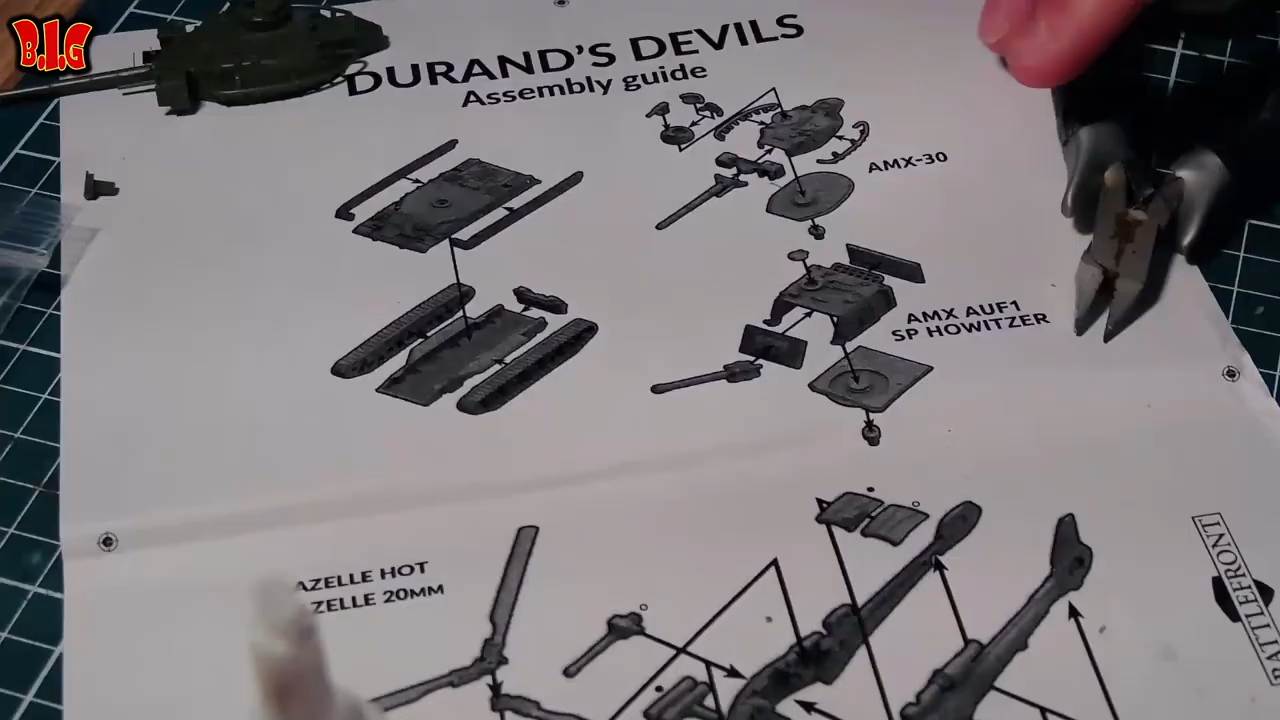 B.I.G
DURAND'S DEVILS
Assembly guide
AMX-30
AMX AUF1
SP HOWITZER
AZELLE HOT
ZELLE 20MM
BATTLEFRONT